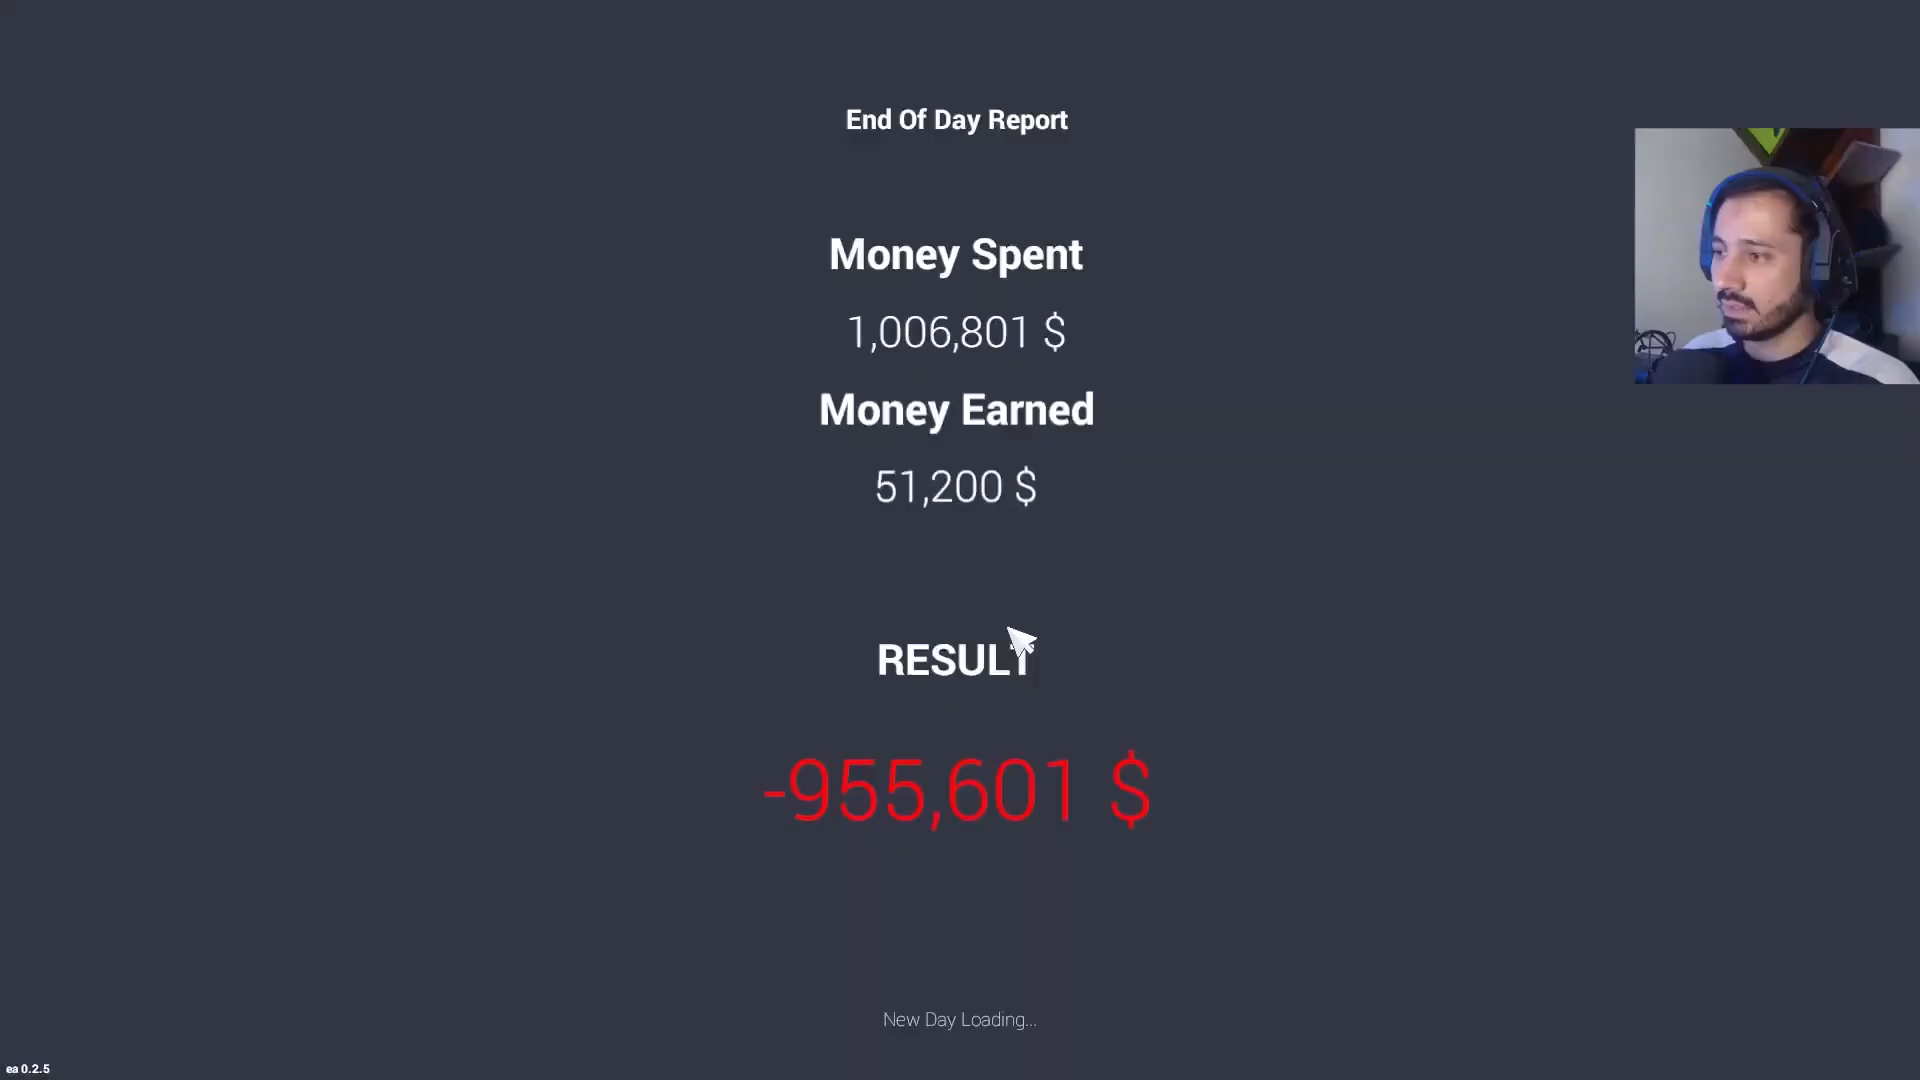 End Of Day Report
Money Spent
1,006,801 $
Money Earned
51,200 $
RESULT
-955,601 $
New Day Loading...
ea 0.2.5